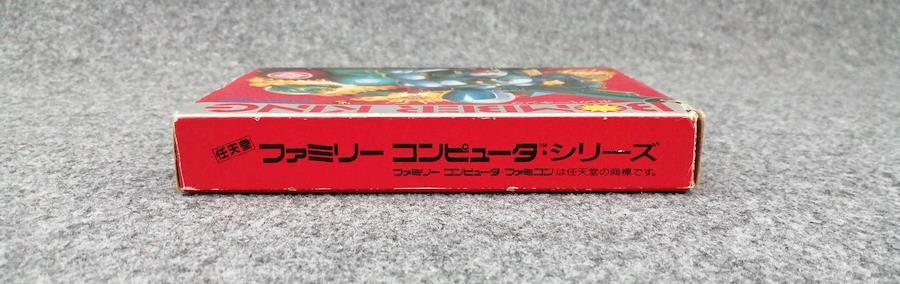 BOMBER KING
任天堂 ファミリー コンピュータ™・シリーズ
ファミリー コンピュータ・ファミコンは任天堂の商標です。